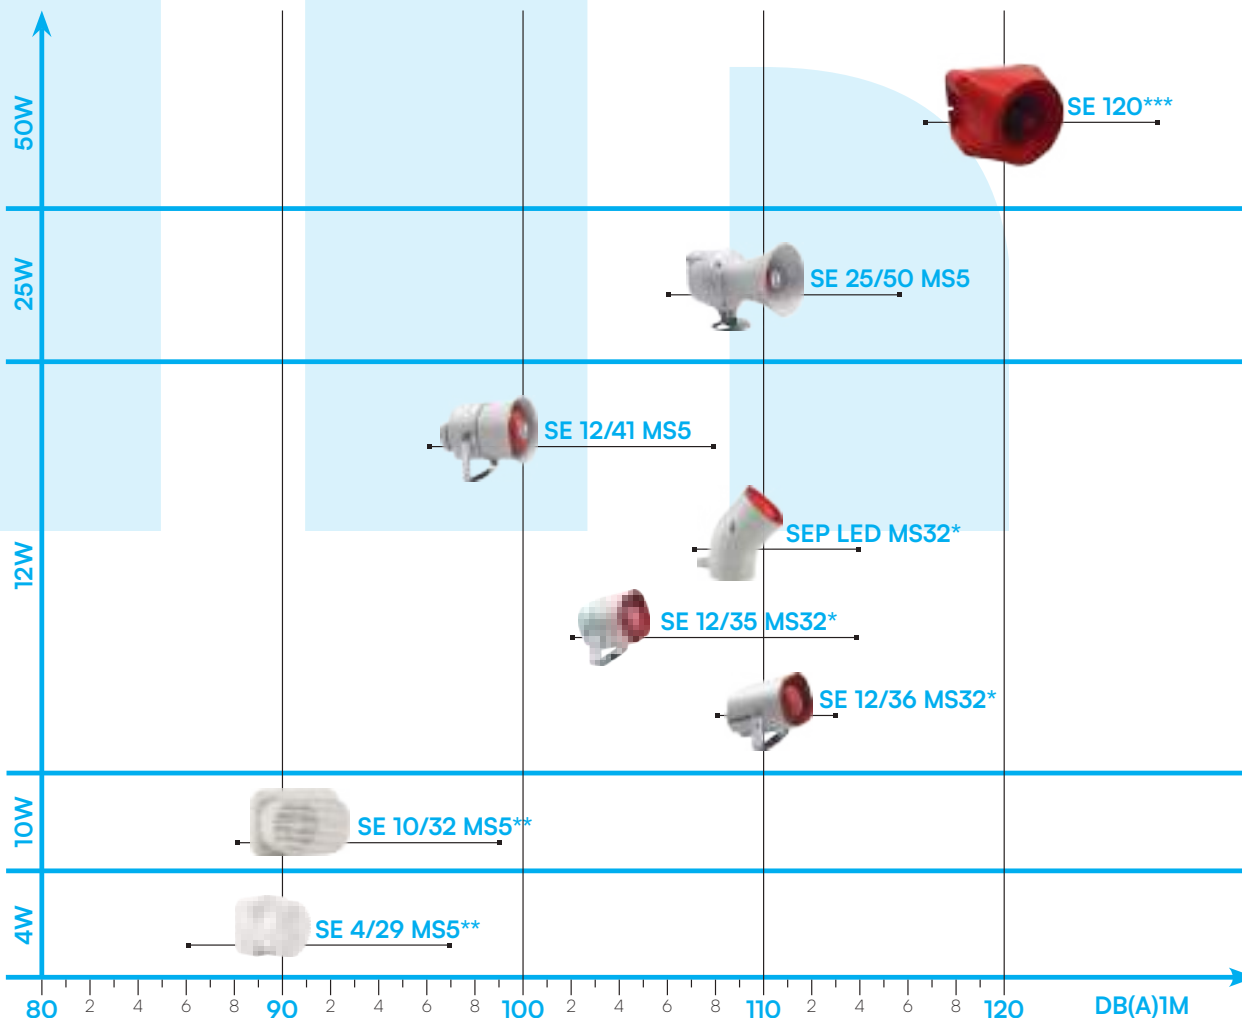 50W
SE 120***
25W
SE 25/50 MS5
SE 12/41 MS5
12W
SEP LED MS32*
SE 12/35 MS32*
SE 12/36 MS32*
10W
SE 10/32 MS5**
4W
SE 4/29 MS5**
80 2 4 6 8 90 2 4 6 8 100 2 4 6 8 110 2 4 6 8 120 DB(A)1M